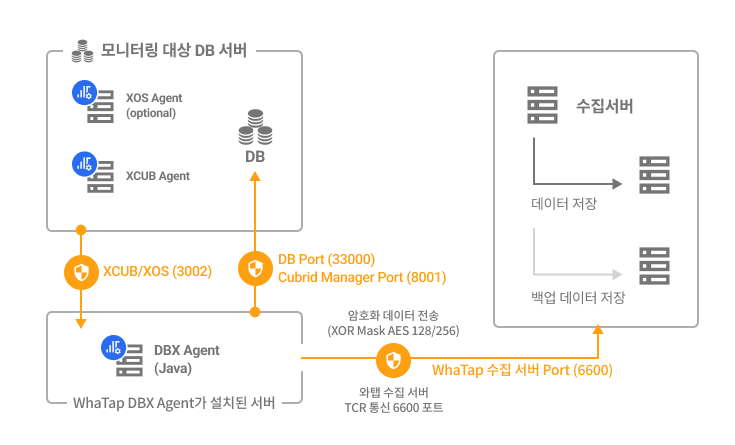 모니터링 대상 DB 서버
XOS Agent
(optional)
XCUB Agent
DB
수집서버
데이터 저장
백업 데이터 저장
XCUB/XOS (3002)
DB Port (33000)
Cubrid Manager Port (8001)
DBX Agent
(Java)
WhaTap DBX Agent가 설치된 서버
암호화 데이터 전송
(XOR Mask AES 128/256)
WhaTap 수집 서버 Port (6600)
와탭 수집 서버
TCR 통신 6600 포트